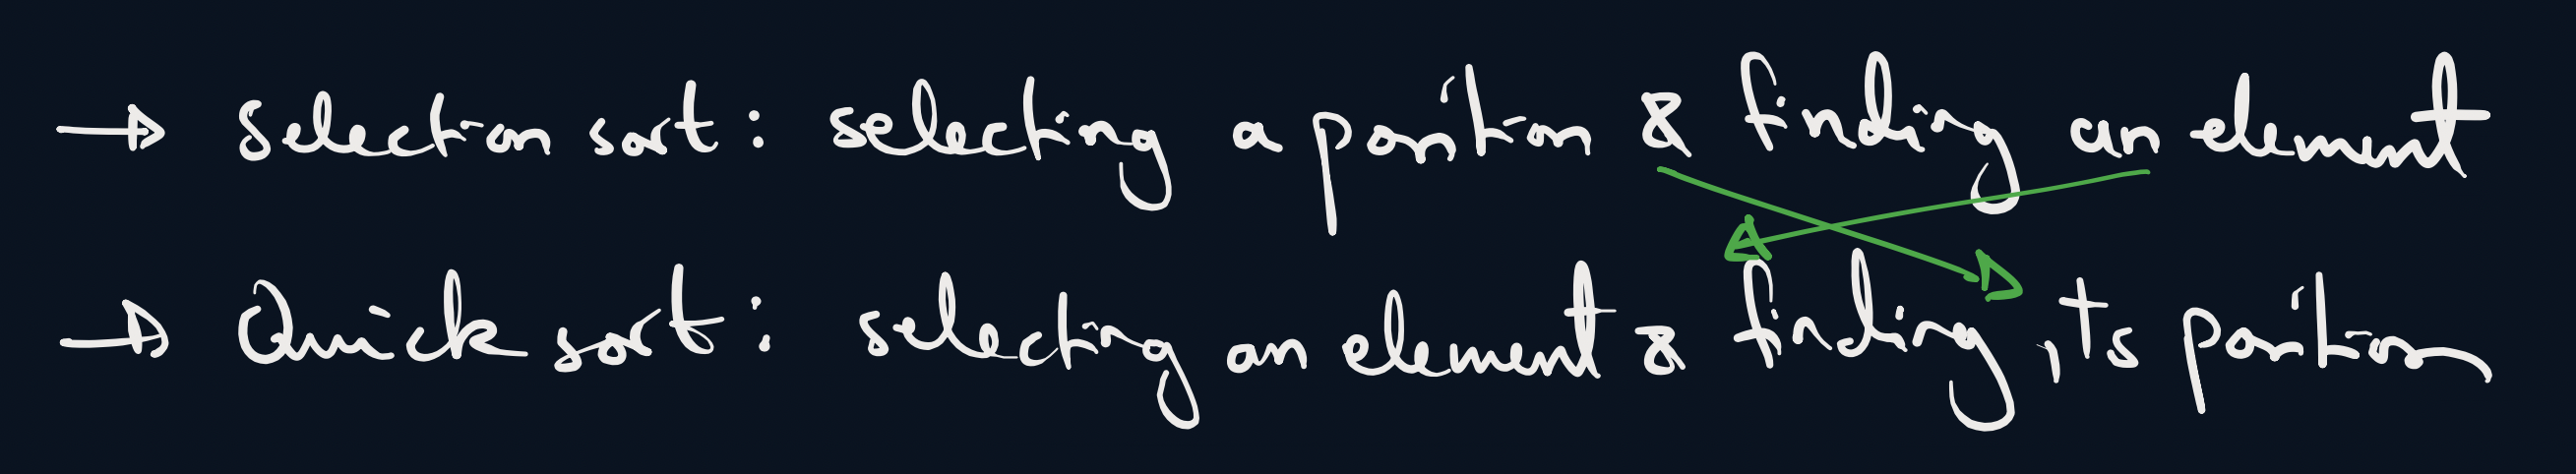 → Selection sort: selecting a position & finding an element
→ Quick sort: selecting an element & finding its position